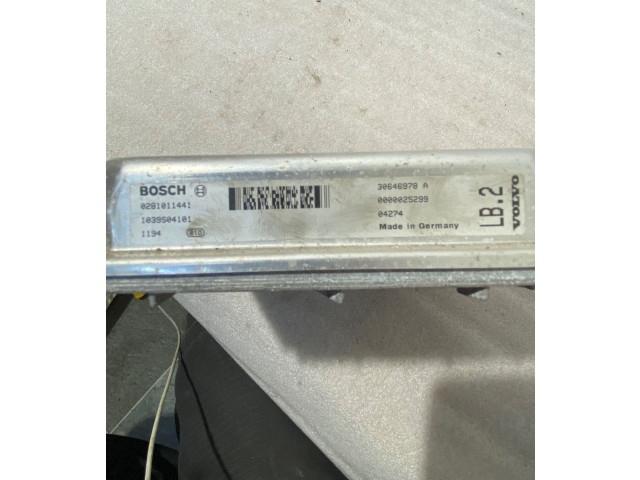 BOSCH
0281011441
1039S04101
1194
30646978 A
0000025299
04274
Made in Germany
LB.2
VOLVO